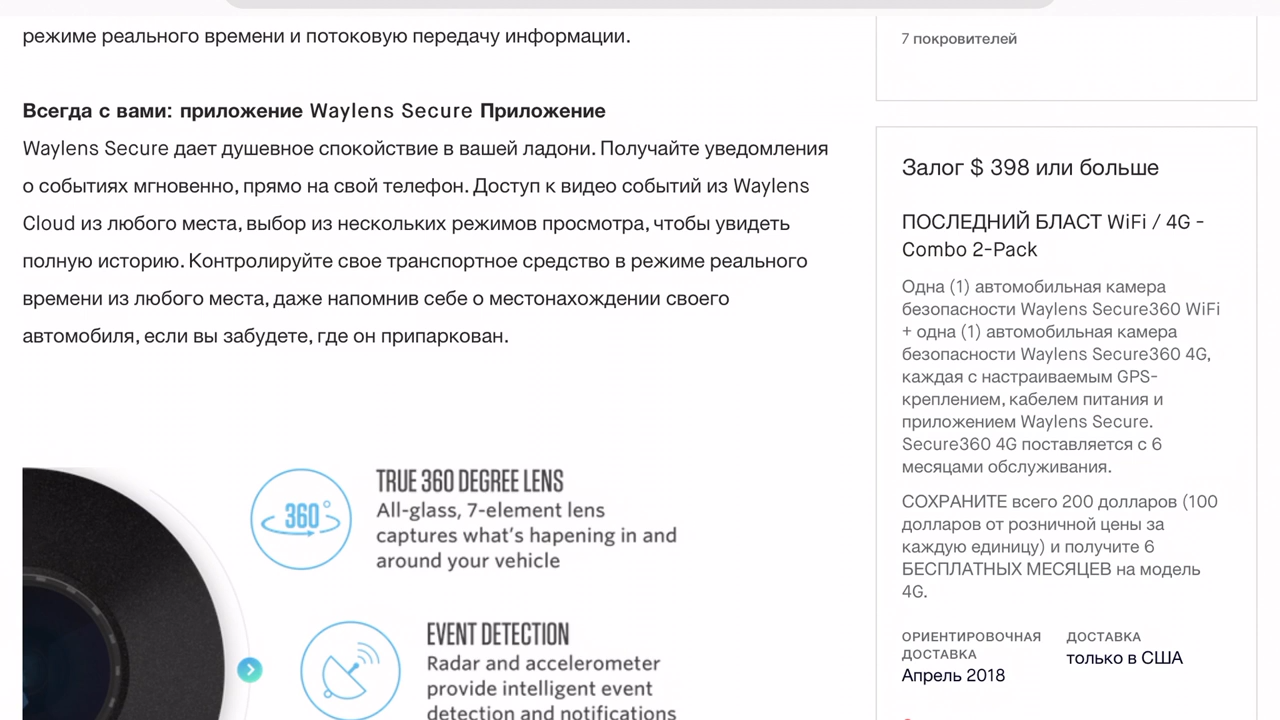 режиме реального времени и потоковую передачу информации.
Всегда с вами: приложение Waylens Secure Приложение
Waylens Secure дает душевное спокойствие в вашей ладони. Получайте уведомления
о событиях мгновенно, прямо на свой телефон. Доступ к видео событий из Waylens
Cloud из любого места, выбор из нескольких режимов просмотра, чтобы увидеть
полную историю. Контролируйте свое транспортное средство в режиме реального
времени из любого места, даже напомнив себе о местонахождении своего
автомобиля, если вы забудете, где он припаркован.
360°
TRUE 360 DEGREE LENS
All-glass, 7-element lens
captures what's hapening in and
around your vehicle
EVENT DETECTION
Radar and accelerometer
provide intelligent event
detection and notifications
7 покровителей
Залог $ 398 или больше
ПОСЛЕДНИЙ БЛАСТ WiFi / 4G -
Combo 2-Pack
Одна (1) автомобильная камера
безопасности Waylens Secure360 WiFi
+ одна (1) автомобильная камера
безопасности Waylens Secure360 4G,
каждая с настраиваемым GPS-
креплением, кабелем питания и
приложением Waylens Secure.
Secure360 4G поставляется с 6
месяцами обслуживания.
СОХРАНИТЕ всего 200 долларов (100
долларов от розничной цены за
каждую единицу) и получите 6
БЕСПЛАТНЫХ МЕСЯЦЕВ на модель
4G.
ОРИЕНТИРОВОЧНАЯ
ДОСТАВКА
Апрель 2018
ДОСТАВКА
только в США